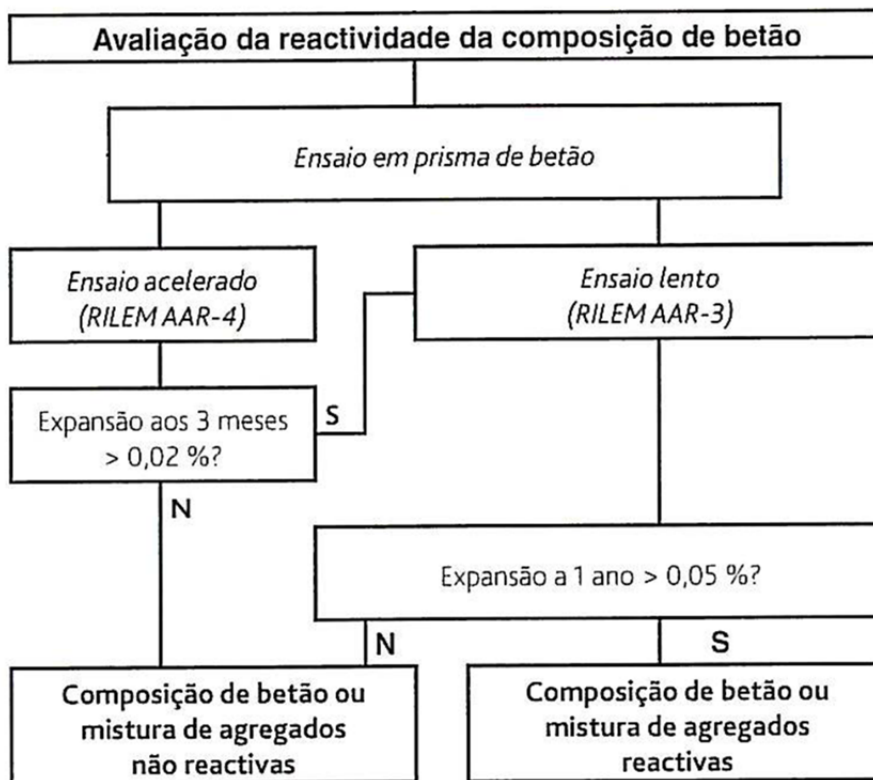 Avaliação da reactividade da composição de betão
Ensaio em prisma de betão
Ensaio acelerado
(RILEM AAR-4)
Ensaio lento
(RILEM AAR-3)
Expansão aos 3 meses
> 0,02 %?
S
N
Expansão a 1 ano > 0,05 %?
N
S
Composição de betão ou
mistura de agregados
não reactivas
Composição de betão ou
mistura de agregados
reactivas